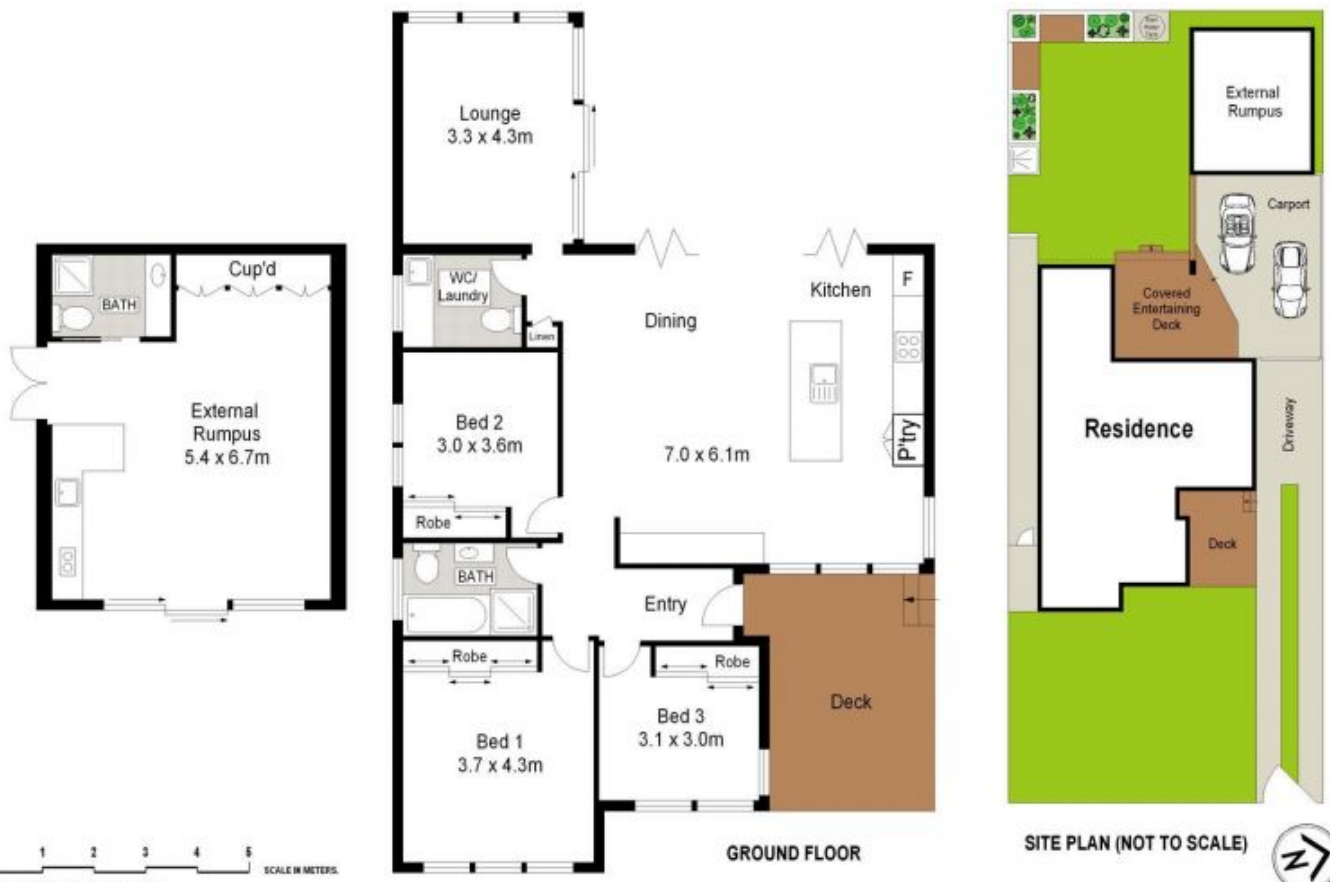 Lounge
3.3 x 4.3m
WC/
Laundry
Linen
Dining
Kitchen
F
P'try
7.0 x 6.1m
Bed 2
3.0 x 3.6m
Robe
BATH
Entry
Robe
Bed 1
3.7 x 4.3m
Robe
Bed 3
3.1 x 3.0m
Deck
GROUND FLOOR
BATH
Cup'd
External
Rumpus
5.4 x 6.7m
1 2 3 4 5
SCALE IN METERS.
External
Rumpus
Carport
Covered
Entertaining
Deck
Residence
Driveway
Deck
SITE PLAN (NOT TO SCALE)
N